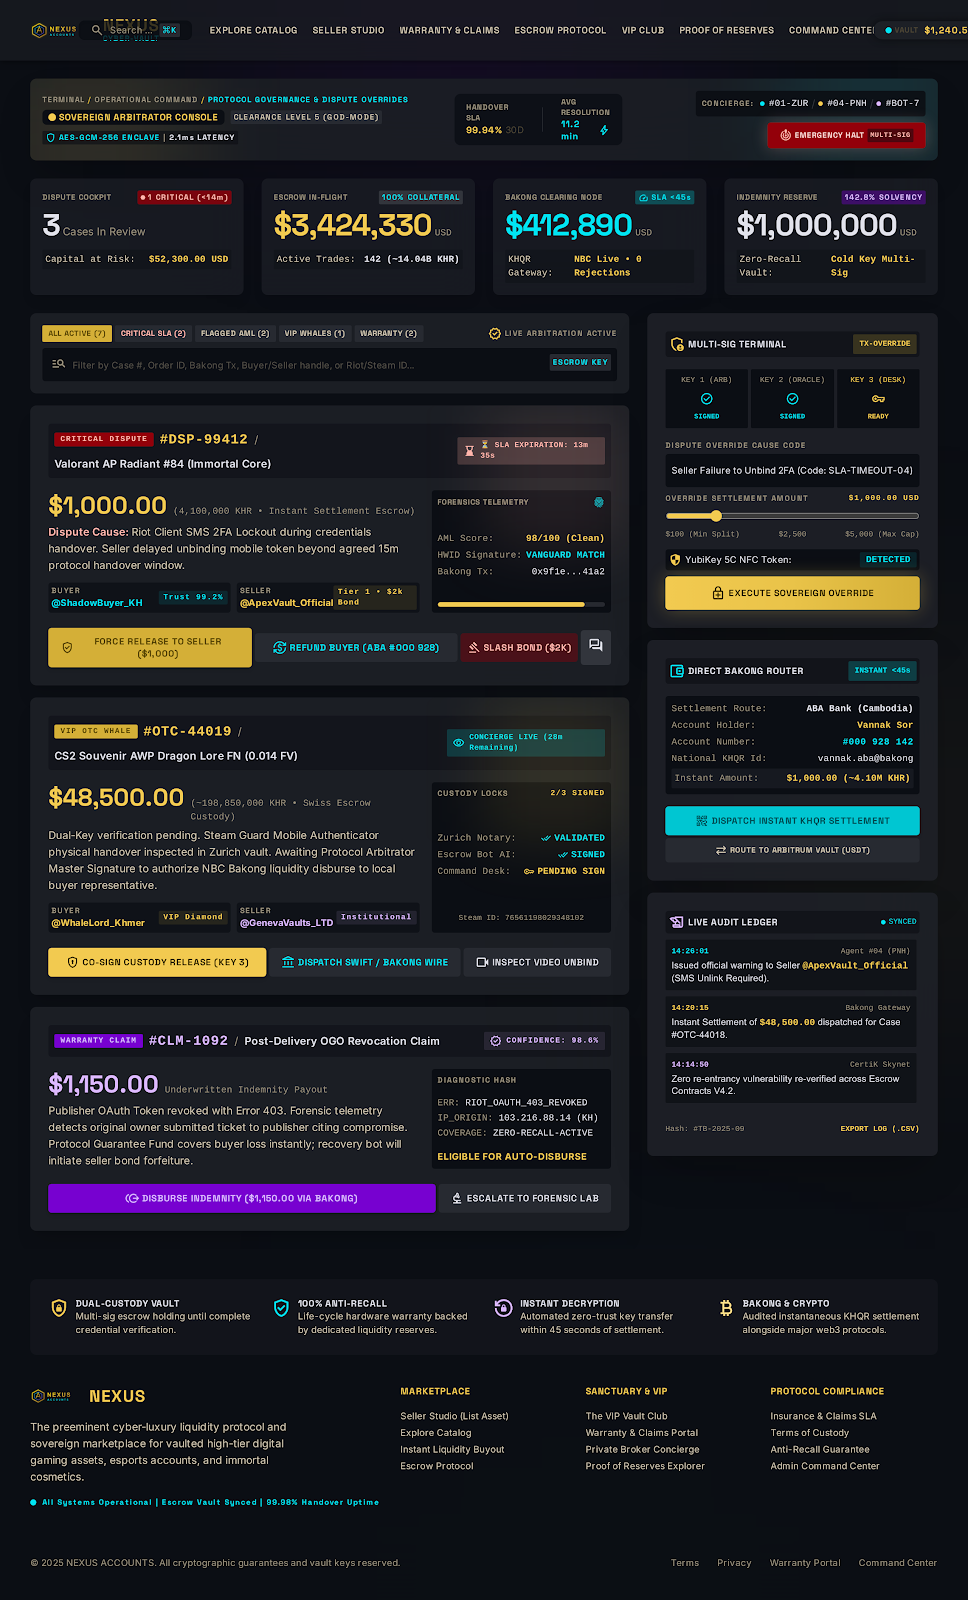 NEXUS
ACCOUNTS
Search...
⌘K
NEXUS
CYBER VAULT
EXPLORE CATALOG
SELLER STUDIO
WARRANTY & CLAIMS
ESCROW PROTOCOL
VIP CLUB
PROOF OF RESERVES
COMMAND CENTE
VAULT $1,240.5
TERMINAL / OPERATIONAL COMMAND / PROTOCOL GOVERNANCE & DISPUTE OVERRIDES
SOVEREIGN ARBITRATOR CONSOLE
CLEARANCE LEVEL 5 (GOD-MODE)
AES-GCM-256 ENCLAVE | 2.1ms LATENCY
HANDOVER
SLA
99.94% 30D
AVG
RESOLUTION
11.2
min
CONCIERGE: #01-ZUR / #04-PNH / #BOT-7
EMERGENCY HALT MULTI-SIG
DISPUTE COCKPIT
1 CRITICAL (<14m)
3 Cases In Review
Capital at Risk: $52,300.00 USD
ESCROW IN-FLIGHT
100% COLLATERAL
$3,424,330 USD
Active Trades: 142 (~14.04B KHR)
BAKONG CLEARING NODE
SLA <45s
$412,890 USD
KHQR
Gateway:
NBC Live • 0
Rejections
INDEMNITY RESERVE
142.8% SOLVENCY
$1,000,000 USD
Zero-Recall
Vault:
Cold Key Multi-
Sig
ALL ACTIVE (7)
CRITICAL SLA (2)
FLAGGED AML (2)
VIP WHALES (1)
WARRANTY (2)
LIVE ARBITRATION ACTIVE
Filter by Case #, Order ID, Bakong Tx, Buyer/Seller handle, or Riot/Steam ID...
ESCROW KEY
CRITICAL DISPUTE #DSP-99412 /
Valorant AP Radiant #84 (Immortal Core)
⏳ SLA EXPIRATION: 13m
35s
$1,000.00 (4,100,000 KHR • Instant Settlement Escrow)
Dispute Cause: Riot Client SMS 2FA Lockout during credentials
handover. Seller delayed unbinding mobile token beyond agreed 15m
protocol handover window.
BUYER
@ShadowBuyer_KH
Trust 99.2%
SELLER
@ApexVault_Official
Tier 1 • $2k
Bond
FORENSICS TELEMETRY
AML Score: 98/100 (Clean)
HWID Signature: VANGUARD MATCH
Bakong Tx: 0x9f1e...41a2
FORCE RELEASE TO SELLER
($1,000)
REFUND BUYER (ABA #000 928)
SLASH BOND ($2K)
VIP OTC WHALE #OTC-44019 /
CS2 Souvenir AWP Dragon Lore FN (0.014 FV)
CONCIERGE LIVE (28m
Remaining)
$48,500.00 (~198,850,000 KHR • Swiss Escrow
Custody)
Dual-Key verification pending. Steam Guard Mobile Authenticator
physical handover inspected in Zurich vault. Awaiting Protocol Arbitrator
Master Signature to authorize NBC Bakong liquidity disburse to local
buyer representative.
BUYER
@WhaleLord_Khmer
VIP Diamond
SELLER
@GenevaVaults_LTD
Institutional
CUSTODY LOCKS
2/3 SIGNED
Zurich Notary: VALIDATED
Escrow Bot AI: SIGNED
Command Desk: PENDING SIGN
Steam ID: 76561198029348102
CO-SIGN CUSTODY RELEASE (KEY 3)
DISPATCH SWIFT / BAKONG WIRE
INSPECT VIDEO UNBIND
WARRANTY CLAIM #CLM-1092 / Post-Delivery OGO Revocation Claim
CONFIDENCE: 98.6%
$1,150.00 Underwritten Indemnity Payout
Publisher OAuth Token revoked with Error 403. Forensic telemetry
detects original owner submitted ticket to publisher citing compromise.
Protocol Guarantee Fund covers buyer loss instantly; recovery bot will
initiate seller bond forfeiture.
DIAGNOSTIC HASH
ERR: RIOT_OAUTH_403_REVOKED
IP_ORIGIN: 103.216.88.14 (KH)
COVERAGE: ZERO-RECALL-ACTIVE
ELIGIBLE FOR AUTO-DISBURSE
DISBURSE INDEMNITY ($1,150.00 VIA BAKONG)
ESCALATE TO FORENSIC LAB
MULTI-SIG TERMINAL
TX-OVERRIDE
KEY 1 (ARB)
SIGNED
KEY 2 (ORACLE)
SIGNED
KEY 3 (DESK)
READY
DISPUTE OVERRIDE CAUSE CODE
Seller Failure to Unbind 2FA (Code: SLA-TIMEOUT-04)
OVERRIDE SETTLEMENT AMOUNT $1,000.00 USD
$100 (Min Split) $2,500 $5,000 (Max Cap)
YubiKey 5C NFC Token: DETECTED
EXECUTE SOVEREIGN OVERRIDE
DIRECT BAKONG ROUTER
INSTANT <45s
Settlement Route: ABA Bank (Cambodia)
Account Holder: Vannak Sor
Account Number: #000 928 142
National KHQR Id: vannak.aba@bakong
Instant Amount: $1,000.00 (~4.10M KHR)
DISPATCH INSTANT KHQR SETTLEMENT
ROUTE TO ARBITRUM VAULT (USDT)
LIVE AUDIT LEDGER
SYNCED
14:26:01 Agent #04 (PNH)
Issued official warning to Seller @ApexVault_Official
(SMS Unlink Required).
14:20:15 Bakong Gateway
Instant Settlement of $48,500.00 dispatched for Case
#OTC-44018.
14:14:50 CertiK Skynet
Zero re-entrancy vulnerability re-verified across Escrow
Contracts V4.2.
Hash: #TB-2025-09
EXPORT LOG (.CSV)
DUAL-CUSTODY VAULT
Multi-sig escrow holding until complete
credential verification.
100% ANTI-RECALL
Life-cycle hardware warranty backed
by dedicated liquidity reserves.
INSTANT DECRYPTION
Automated zero-trust key transfer
within 45 seconds of settlement.
BAKONG & CRYPTO
Audited instantaneous KHQR settlement
alongside major web3 protocols.
NEXUS
ACCOUNTS
NEXUS
The preeminent cyber-luxury liquidity protocol and
sovereign marketplace for vaulted high-tier digital
gaming assets, esports accounts, and immortal
cosmetics.
All Systems Operational | Escrow Vault Synced | 99.98% Handover Uptime
MARKETPLACE
Seller Studio (List Asset)
Explore Catalog
Instant Liquidity Buyout
Escrow Protocol
SANCTUARY & VIP
The VIP Vault Club
Warranty & Claims Portal
Private Broker Concierge
Proof of Reserves Explorer
PROTOCOL COMPLIANCE
Insurance & Claims SLA
Terms of Custody
Anti-Recall Guarantee
Admin Command Center
© 2025 NEXUS ACCOUNTS. All cryptographic guarantees and vault keys reserved.
Terms
Privacy
Warranty Portal
Command Center